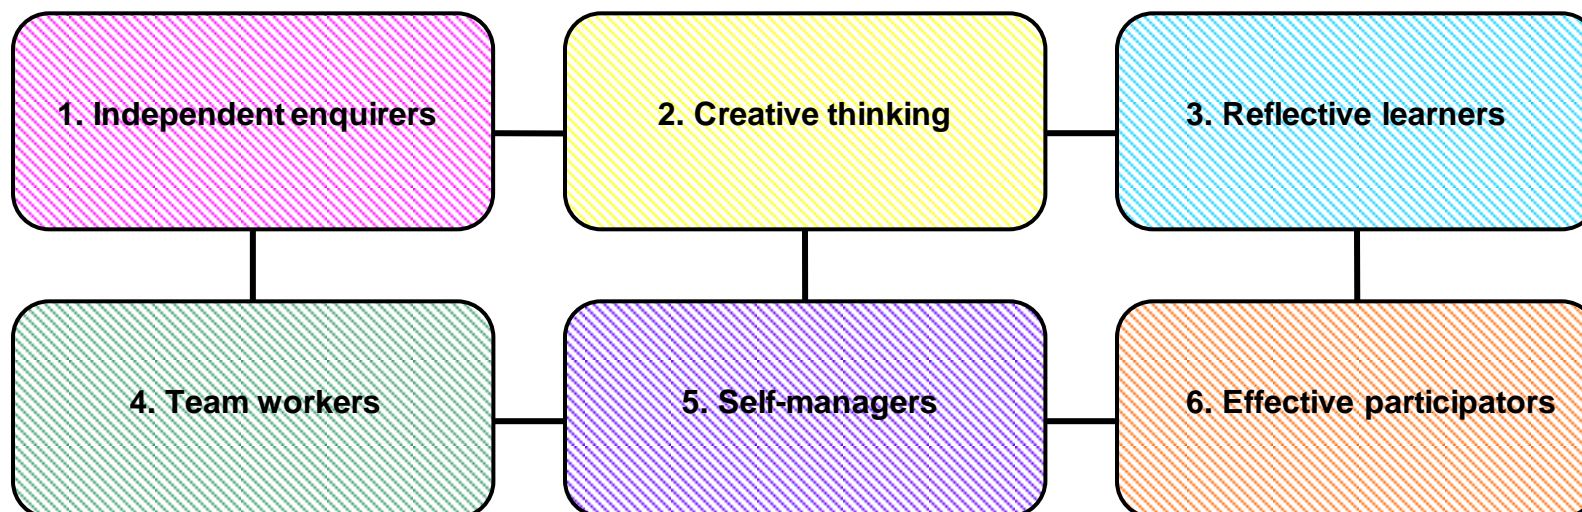 1. Independent enquirers
2. Creative thinking
3. Reflective learners
4. Team workers
5. Self-managers
6. Effective participators